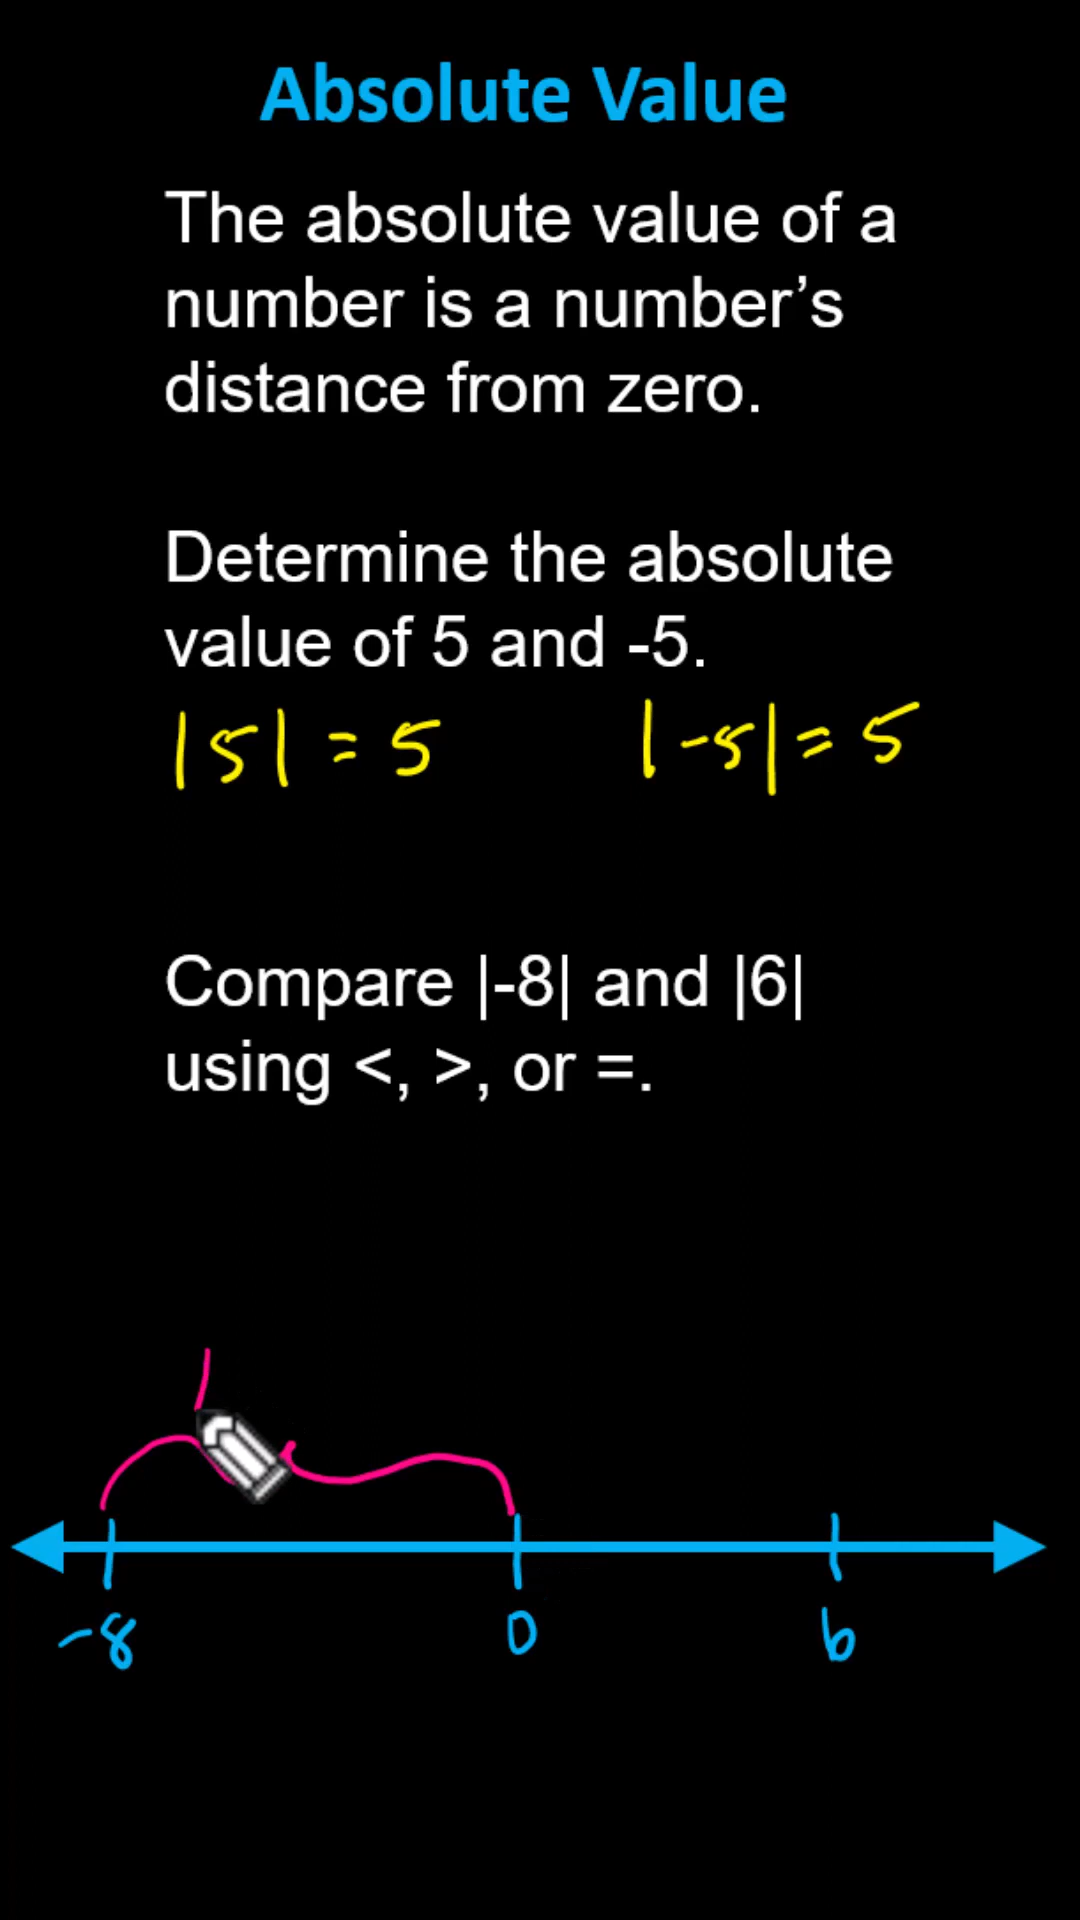 Absolute Value
The absolute value of a
number is a number’s
distance from zero.
Determine the absolute
value of 5 and -5.
|5| = 5 |-5| = 5
Compare |-8| and |6|
using <, >, or =.
-8 0 6